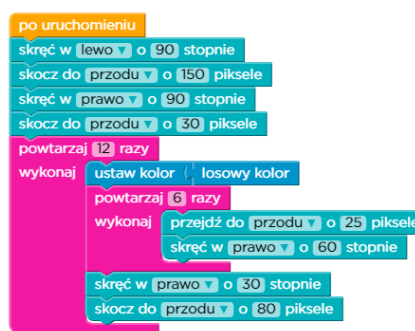 po uruchomieniu
skręć w lewo ▼ o 90 stopnie
skocz do przodu ▼ o 150 piksele
skręć w prawo ▼ o 90 stopnie
skocz do przodu ▼ o 30 piksele
powtarzaj 12 razy
wykonaj ustaw kolor losowy kolor
powtarzaj 6 razy
wykonaj przejdź do przodu ▼ o 25 piksele
skręć w prawo ▼ o 60 stopnie
skręć w prawo ▼ o 30 stopnie
skocz do przodu ▼ o 80 piksele